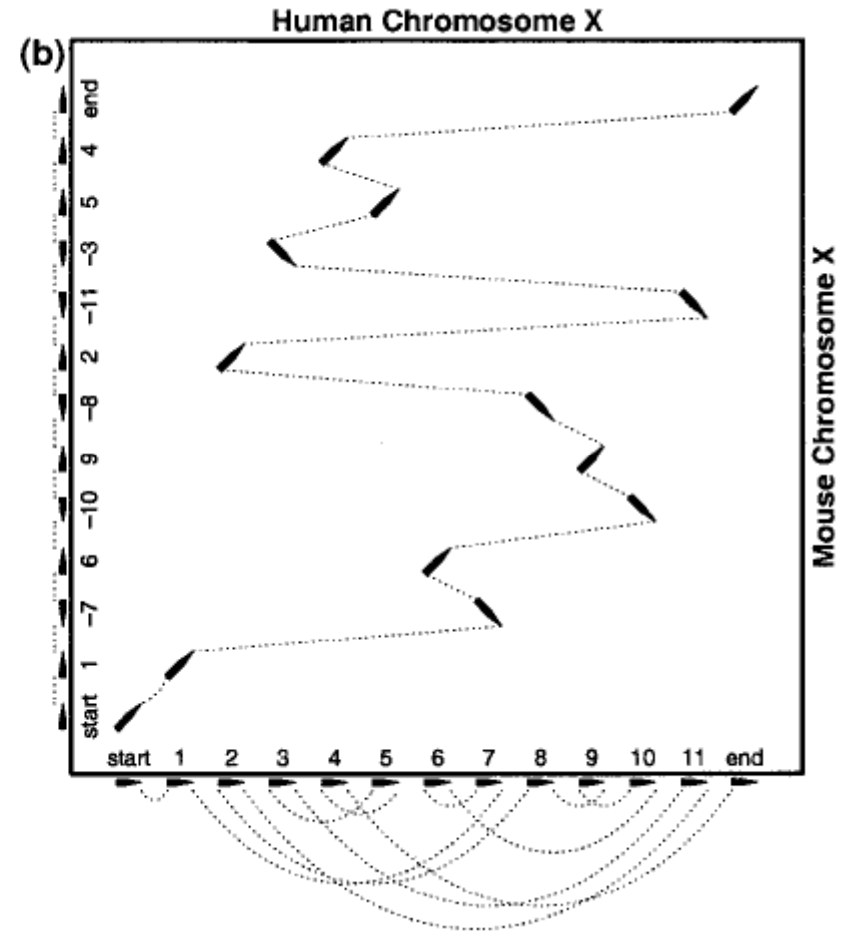 Human Chromosome X
(b)
end
4
5
–3
–11
2
–8
9
–10
6
–7
1
start
Mouse Chromosome X
start 1 2 3 4 5 6 7 8 9 10 11 end